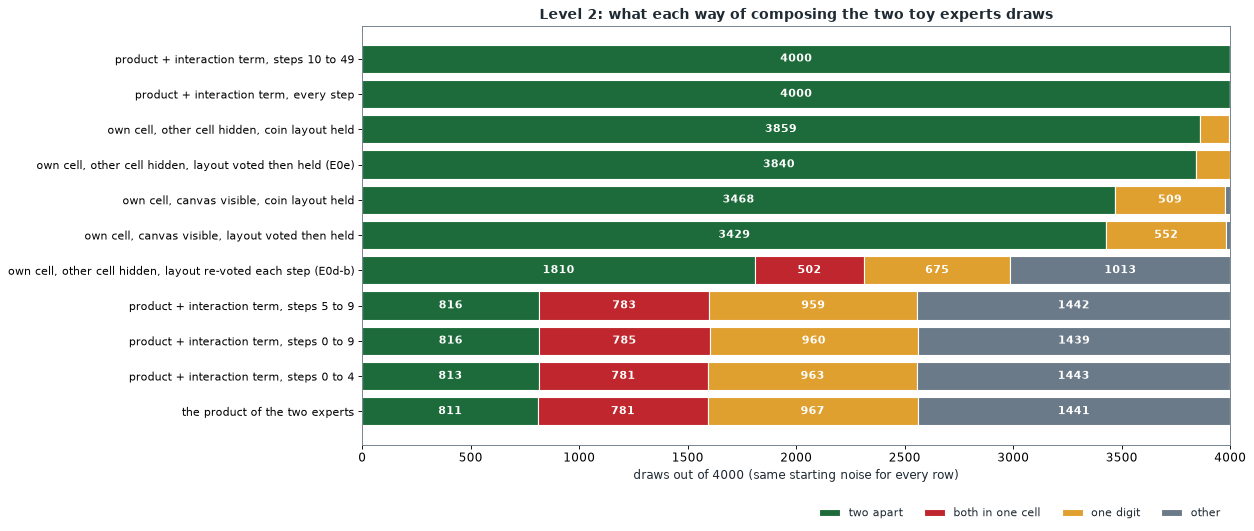 Level 2: what each way of composing the two toy experts draws
product + interaction term, steps 10 to 49
4000
product + interaction term, every step
4000
own cell, other cell hidden, coin layout held
3859
own cell, other cell hidden, layout voted then held (E0e)
3840
own cell, canvas visible, coin layout held
3468 509
own cell, canvas visible, layout voted then held
3429 552
own cell, other cell hidden, layout re-voted each step (E0d-b)
1810 502 675 1013
product + interaction term, steps 5 to 9
816 783 959 1442
product + interaction term, steps 0 to 9
816 785 960 1439
product + interaction term, steps 0 to 4
813 781 963 1443
the product of the two experts
811 781 967 1441
0 500 1000 1500 2000 2500 3000 3500 4000
draws out of 4000 (same starting noise for every row)
two apart both in one cell one digit other